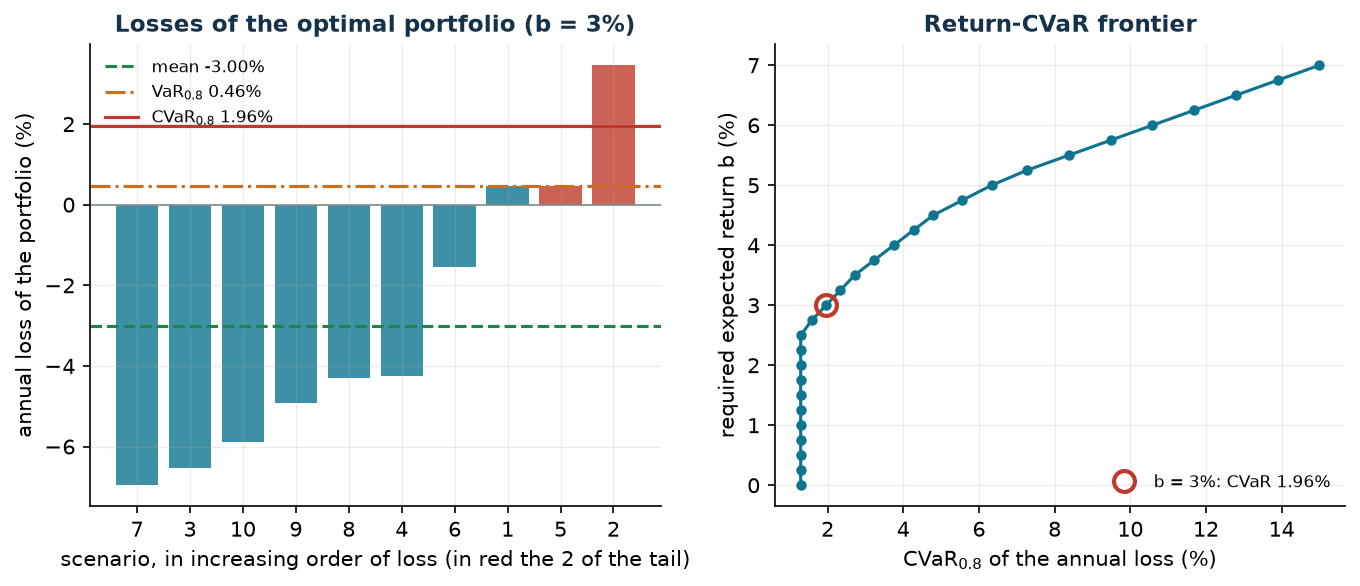 Losses of the optimal portfolio (b = 3%)
mean -3.00%
VaR0.8 0.46%
CVaR0.8 1.96%
annual loss of the portfolio (%)
2
0
−2
−4
−6
7 3 10 9 8 4 6 1 5 2
scenario, in increasing order of loss (in red the 2 of the tail)
Return-CVaR frontier
required expected return b (%)
7
6
5
4
3
2
1
0
b = 3%: CVaR 1.96%
2 4 6 8 10 12 14
CVaR0.8 of the annual loss (%)